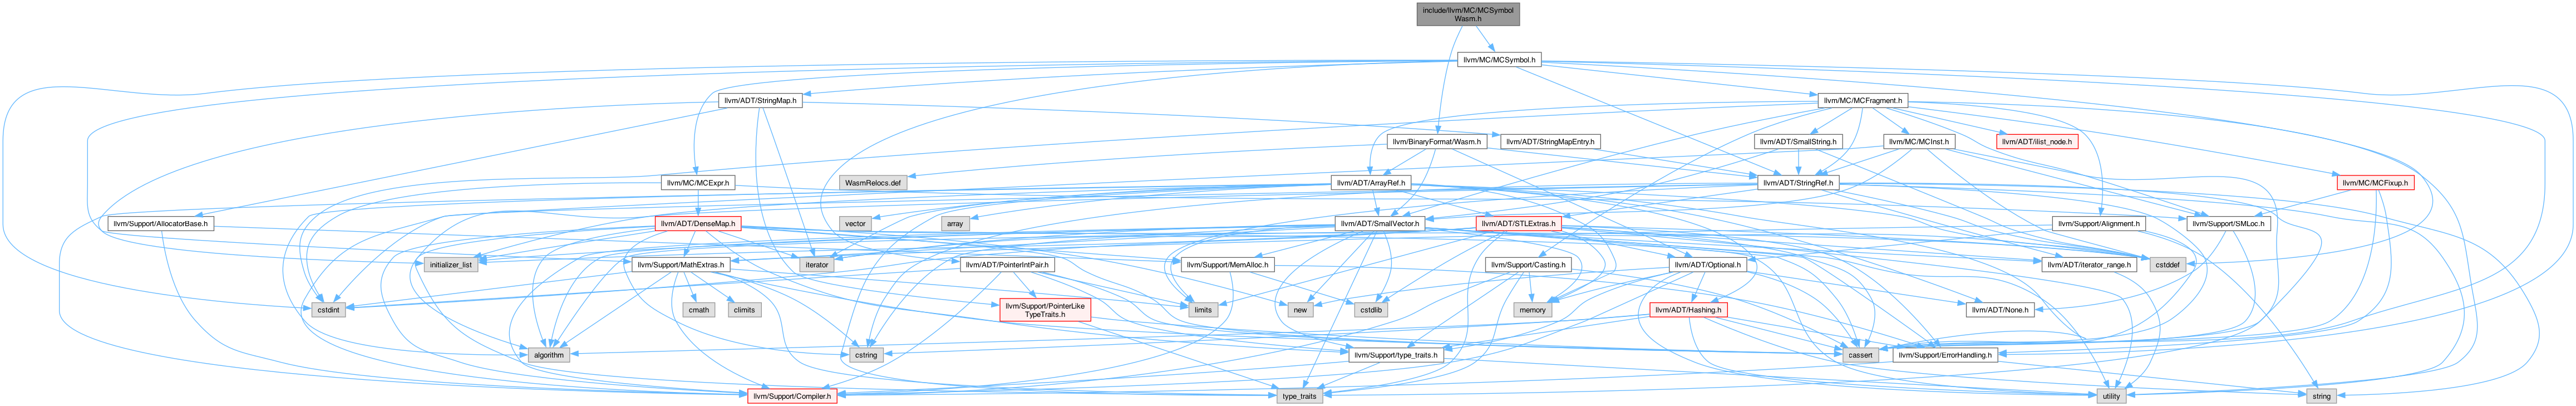 include/llvm/MC/MCSymbol
Wasm.h
llvm/MC/MCSymbol.h
llvm/ADT/StringMap.h
llvm/MC/MCFragment.h
llvm/BinaryFormat/Wasm.h
llvm/ADT/StringMapEntry.h
llvm/ADT/SmallString.h
llvm/MC/MCInst.h
llvm/ADT/ilist_node.h
llvm/MC/MCExpr.h
WasmRelocs.def
llvm/ADT/ArrayRef.h
llvm/ADT/StringRef.h
llvm/MC/MCFixup.h
llvm/Support/AllocatorBase.h
llvm/ADT/DenseMap.h
vector
array
llvm/ADT/SmallVector.h
llvm/ADT/STLExtras.h
llvm/Support/Alignment.h
llvm/Support/SMLoc.h
initializer_list
llvm/Support/MathExtras.h
iterator
llvm/ADT/PointerIntPair.h
llvm/Support/MemAlloc.h
llvm/Support/Casting.h
llvm/ADT/Optional.h
llvm/ADT/iterator_range.h
cstddef
cstdint
cmath
climits
llvm/Support/PointerLike
TypeTraits.h
limits
new
cstdlib
memory
llvm/ADT/Hashing.h
llvm/ADT/None.h
algorithm
cstring
llvm/Support/type_traits.h
cassert
llvm/Support/ErrorHandling.h
llvm/Support/Compiler.h
type_traits
utility
string